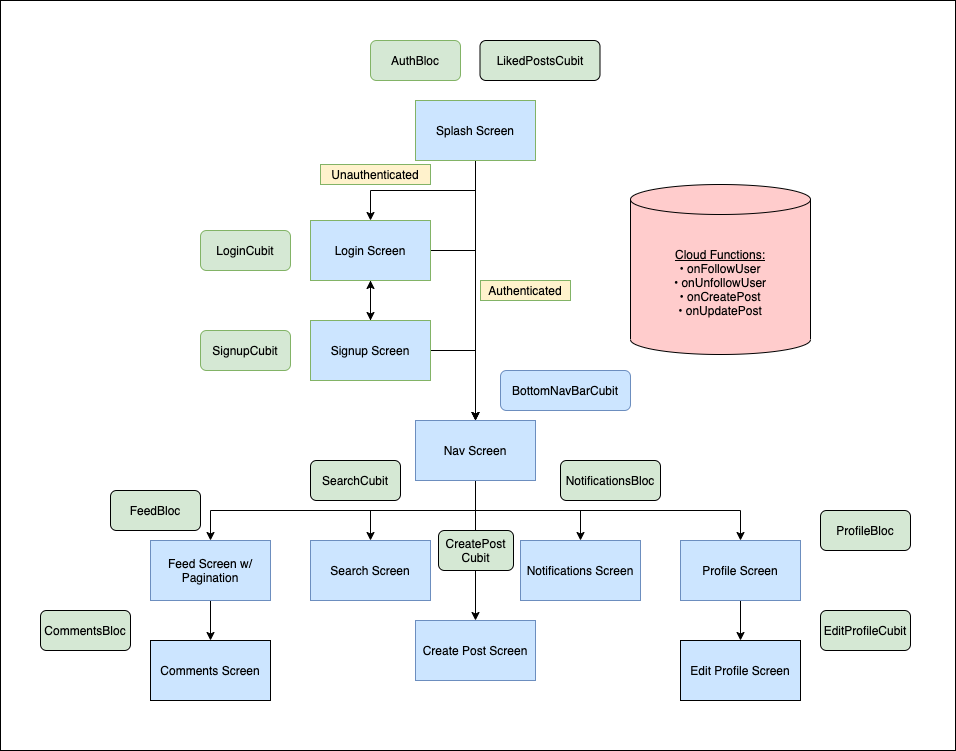 AuthBloc
LikedPostsCubit
Splash Screen
Unauthenticated
LoginCubit
Login Screen
Cloud Functions:
• onFollowUser
• onUnfollowUser
• onCreatePost
• onUpdatePost
Authenticated
SignupCubit
Signup Screen
BottomNavBarCubit
Nav Screen
SearchCubit
NotificationsBloc
FeedBloc
ProfileBloc
CreatePost
Cubit
Feed Screen w/
Pagination
Search Screen
Notifications Screen
Profile Screen
CommentsBloc
EditProfileCubit
Create Post Screen
Comments Screen
Edit Profile Screen